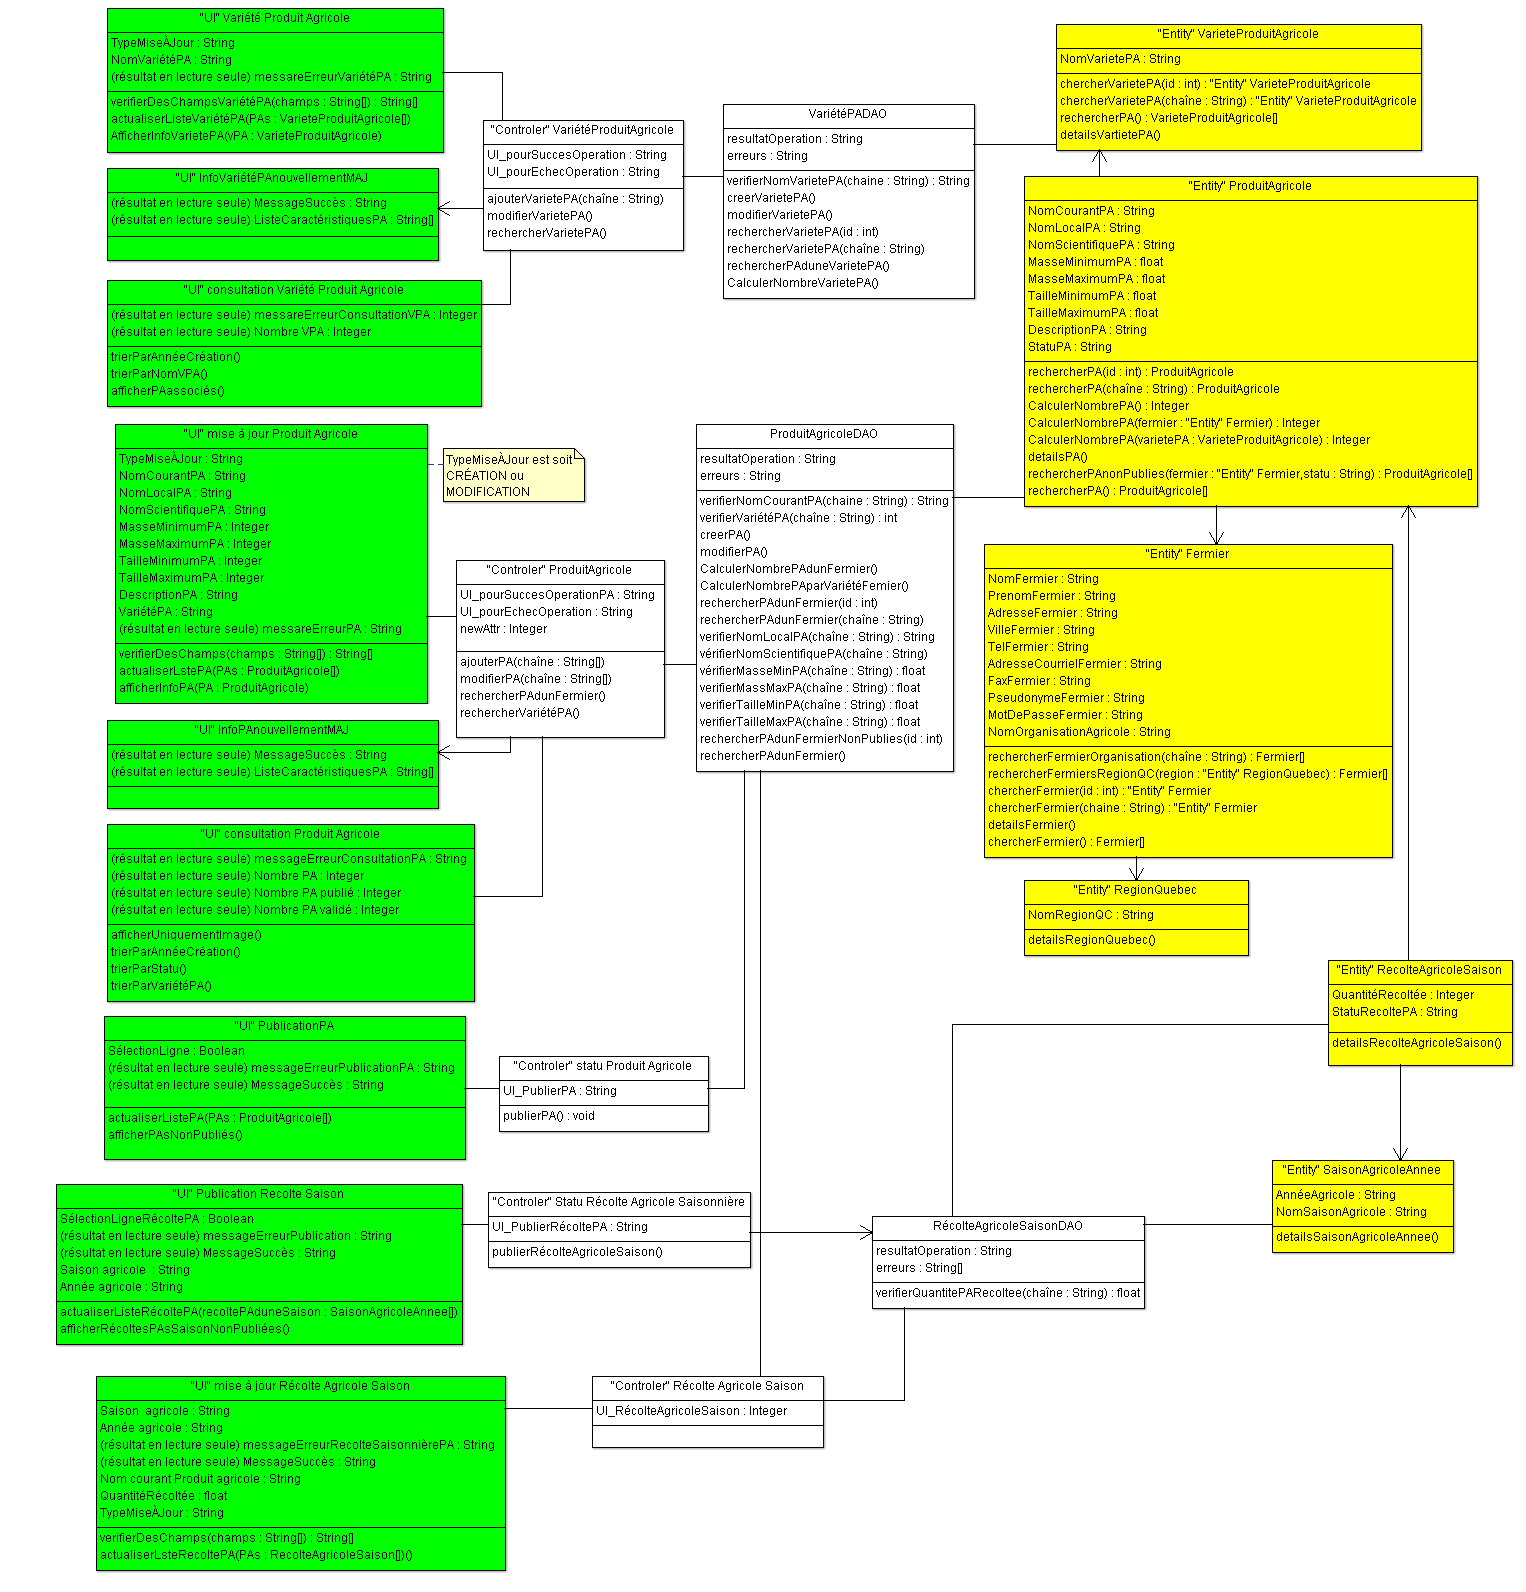 "UI" Variété Produit Agricole
TypeMiseÀJour : String
NomVariétéPA : String
(résultat en lecture seule) messareErreurVariétéPA : String
verifierDesChampsVariétéPA(champs : String[]) : String[]
actualiserListeVariétéPA(PAs : VarieteProduitAgricole[])
AfficherInfoVarietePA(vPA : VarieteProduitAgricole)
"UI" InfoVariétéPAnouvellementMAJ
(résultat en lecture seule) MessageSuccès : String
(résultat en lecture seule) ListeCaractéristiquesPA : String[]
"UI" consultation Variété Produit Agricole
(résultat en lecture seule) messareErreurConsultationVPA : Integer
(résultat en lecture seule) Nombre VPA : Integer
trierParAnnéeCréation()
trierParNomVPA()
afficherPAassociés()
"Controler" VariétéProduitAgricole
UI_pourSuccesOperation : String
UI_pourEchecOperation : String
ajouterVarietePA(chaîne : String)
modifierVarietePA()
rechercherVarietePA()
VariétéPADAO
resultatOperation : String
erreurs : String
verifierNomVarietePA(chaine : String) : String
creerVarietePA()
modifierVarietePA()
rechercherVarietePA(id : int)
rechercherVarietePA(chaîne : String)
rechercherPAduneVarietePA()
CalculerNombreVarietePA()
"Entity" VarieteProduitAgricole
NomVarietePA : String
chercherVarietePA(id : int) : "Entity" VarieteProduitAgricole
chercherVarietePA(chaîne : String) : "Entity" VarieteProduitAgricole
rechercherPA() : VarieteProduitAgricole[]
detailsVartietePA()
"Entity" ProduitAgricole
NomCourantPA : String
NomLocalPA : String
NomScientifiquePA : String
MasseMinimumPA : float
MasseMaximumPA : float
TailleMinimumPA : float
TailleMaximumPA : float
DescriptionPA : String
StatuPA : String
rechercherPA(id : int) : ProduitAgricole
rechercherPA(chaîne : String) : ProduitAgricole
CalculerNombrePA() : Integer
CalculerNombrePA(fermier : "Entity" Fermier) : Integer
CalculerNombrePA(varietePA : VarieteProduitAgricole) : Integer
detailsPA()
rechercherPAnonPublies(fermier : "Entity" Fermier,statu : String) : ProduitAgricole[]
rechercherPA() : ProduitAgricole[]
"UI" mise à jour Produit Agricole
TypeMiseÀJour : String
NomCourantPA : String
NomLocalPA : String
NomScientifiquePA : String
MasseMinimumPA : Integer
MasseMaximumPA : Integer
TailleMinimumPA : Integer
TailleMaximumPA : Integer
DescriptionPA : String
VariétéPA : String
(résultat en lecture seule) messareErreurPA : String
verifierDesChamps(champs : String[]) : String[]
actualiserLstePA(PAs : ProduitAgricole[])
afficherInfoPA(PA : ProduitAgricole)
TypeMiseÀJour est soit
CRÉATION ou
MODIFICATION
"Controler" ProduitAgricole
UI_pourSuccesOperationPA : String
UI_pourEchecOperation : String
newAttr : Integer
ajouterPA(chaîne : String[])
modifierPA(chaîne : String[])
rechercherPAdunFermier()
rechercherVariétéPA()
ProduitAgricoleDAO
resultatOperation : String
erreurs : String
verifierNomCourantPA(chaine : String) : String
verifierVariétéPA(chaîne : String) : int
creerPA()
modifierPA()
CalculerNombrePAdunFermier()
CalculerNombrePAparVariétéFemier()
rechercherPAdunFermier(id : int)
rechercherPAdunFermier(chaîne : String)
verifierNomLocalPA(chaîne : String) : String
vérifierNomScientifiquePA(chaîne : String)
vérifierMasseMinPA(chaîne : String) : float
verifierMassMaxPA(chaîne : String) : float
verifierTailleMinPA(chaîne : String) : float
verifierTailleMaxPA(chaîne : String) : float
rechercherPAdunFermierNonPublies(id : int)
rechercherPAdunFermier()
"Entity" Fermier
NomFermier : String
PrenomFermier : String
AdresseFermier : String
VilleFermier : String
TelFermier : String
AdresseCourrielFermier : String
FaxFermier : String
PseudonymeFermier : String
MotDePasseFermier : String
NomOrganisationAgricole : String
rechercherFermierOrganisation(chaîne : String) : Fermier[]
rechercherFermiersRegionQC(region : "Entity" RegionQuebec) : Fermier[]
chercherFermier(id : int) : "Entity" Fermier
chercherFermier(chaine : String) : "Entity" Fermier
detailsFermier()
chercherFermier() : Fermier[]
"UI" InfoPAnouvellementMAJ
(résultat en lecture seule) MessageSuccès : String
(résultat en lecture seule) ListeCaractéristiquesPA : String[]
"UI" consultation Produit Agricole
(résultat en lecture seule) messageErreurConsultationPA : String
(résultat en lecture seule) Nombre PA : Integer
(résultat en lecture seule) Nombre PA publié : Integer
(résultat en lecture seule) Nombre PA validé : Integer
afficherUniquementImage()
trierParAnnéeCréation()
trierParStatu()
trierParVariétéPA()
"Entity" RegionQuebec
NomRegionQC : String
detailsRegionQuebec()
"Entity" RecolteAgricoleSaison
QuantitéRecoltée : Integer
StatuRecoltePA : String
detailsRecolteAgricoleSaison()
"UI" PublicationPA
SélectionLigne : Boolean
(résultat en lecture seule) messageErreurPublicationPA : String
(résultat en lecture seule) MessageSuccès : String
actualiserListePA(PAs : ProduitAgricole[])
afficherPAsNonPubliés()
"Controler" statu Produit Agricole
UI_PublierPA : String
publierPA() : void
"Entity" SaisonAgricoleAnnee
AnnéeAgricole : String
NomSaisonAgricole : String
detailsSaisonAgricoleAnnee()
"UI" Publication Recolte Saison
SélectionLigneRécoltePA : Boolean
(résultat en lecture seule) messageErreurPublication : String
(résultat en lecture seule) MessageSuccès : String
Saison agricole  : String
Année agricole : String
actualiserListeRécoltePA(recoltePAduneSaison : SaisonAgricoleAnnee[])
afficherRécoltesPAsSaisonNonPubliées()
"Controler" Statu Récolte Agricole Saisonnière
UI_PublierRécoltePA : String
publierRécolteAgricoleSaison()
RécolteAgricoleSaisonDAO
resultatOperation : String
erreurs : String[]
verifierQuantitePARecoltee(chaîne : String) : float
"UI" mise à jour Récolte Agricole Saison
Saison  agricole : String
Année agricole : String
(résultat en lecture seule) messageErreurRecolteSaisonnièrePA : String
(résultat en lecture seule) MessageSuccès : String
Nom courant Produit agricole : String
QuantitéRécoltée : float
TypeMiseÀJour : String
verifierDesChamps(champs : String[]) : String[]
actualiserLsteRecoltePA(PAs : RecolteAgricoleSaison[])()
"Controler" Récolte Agricole Saison
UI_RécolteAgricoleSaison : Integer